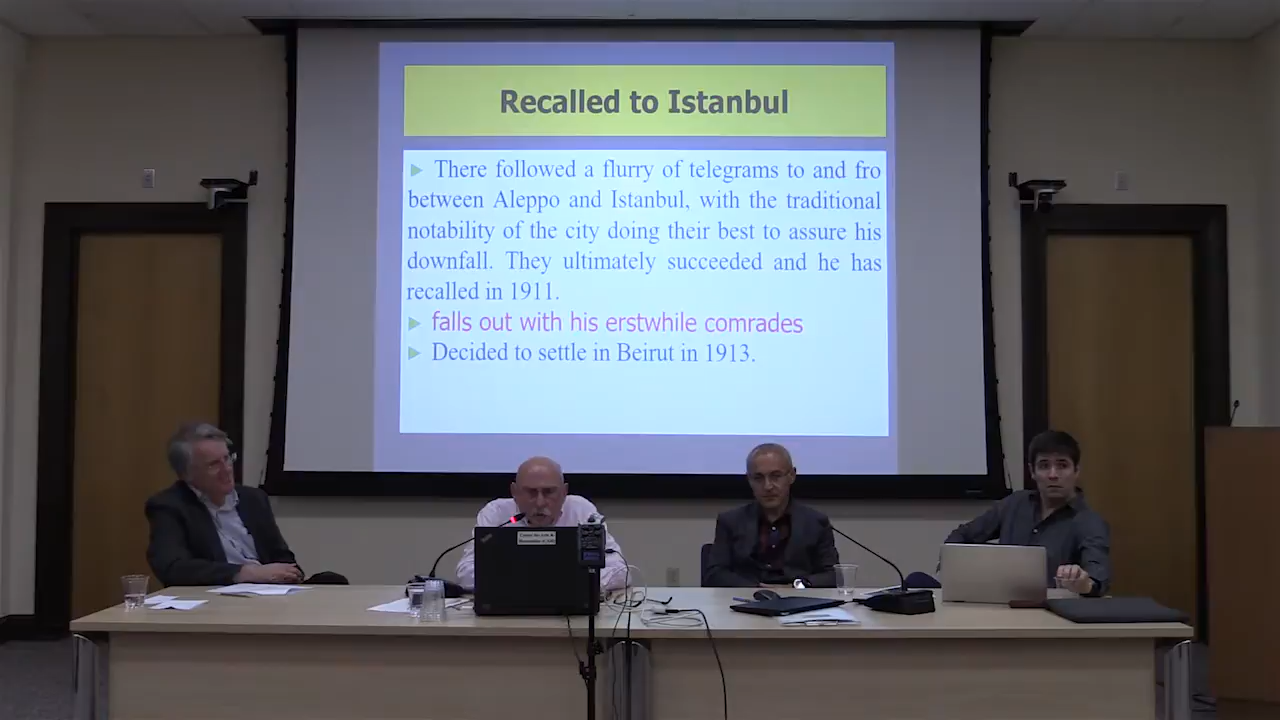 Recalled to Istanbul
There followed a flurry of telegrams to and fro
between Aleppo and Istanbul, with the traditional
notability of the city doing their best to assure his
downfall. They ultimately succeeded and he has
recalled in 1911.
falls out with his erstwhile comrades
Decided to settle in Beirut in 1913.